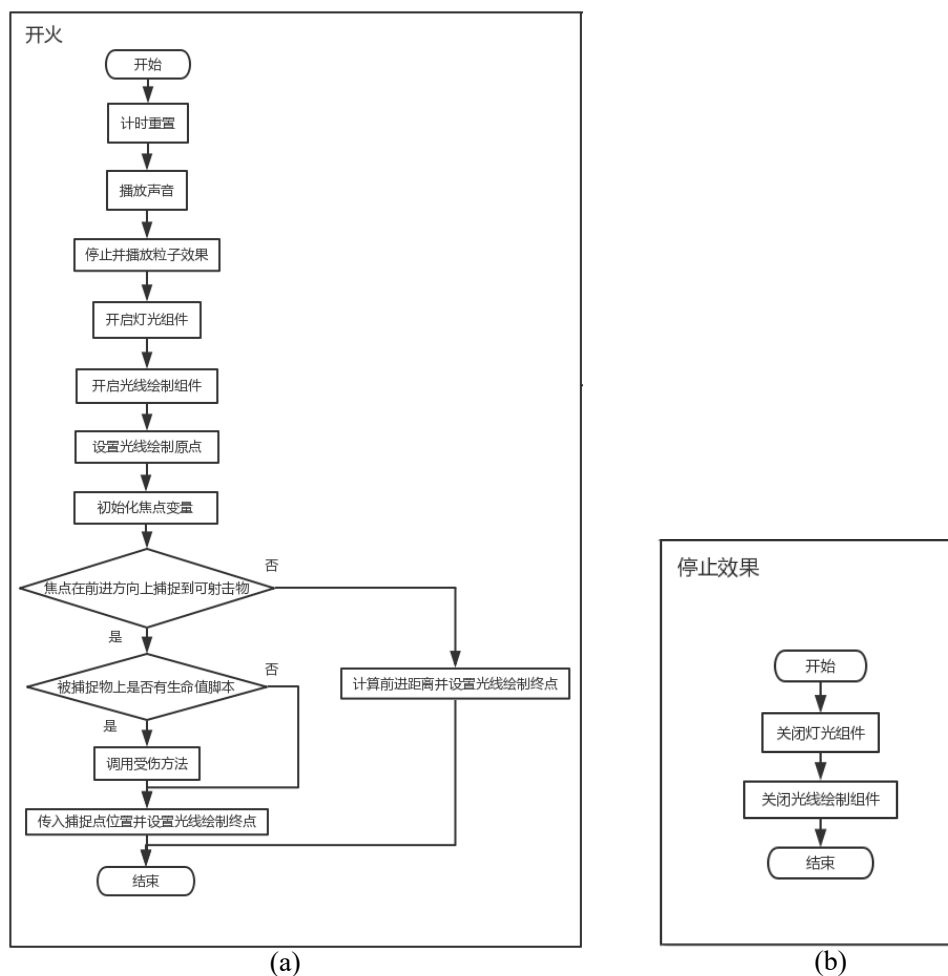 开火
开始
计时重置
播放声音
停止并播放粒子效果
开启灯光组件
开启光线绘制组件
设置光线绘制原点
初始化焦点变量
焦点在前进方向上捕捉到可射击物
否
是
被捕捉物上是否有生命值脚本
否
是
计算前进距离并设置光线绘制终点
调用受伤方法
传入捕捉点位置并设置光线绘制终点
结束
(a)
停止效果
开始
关闭灯光组件
关闭光线绘制组件
结束
(b)